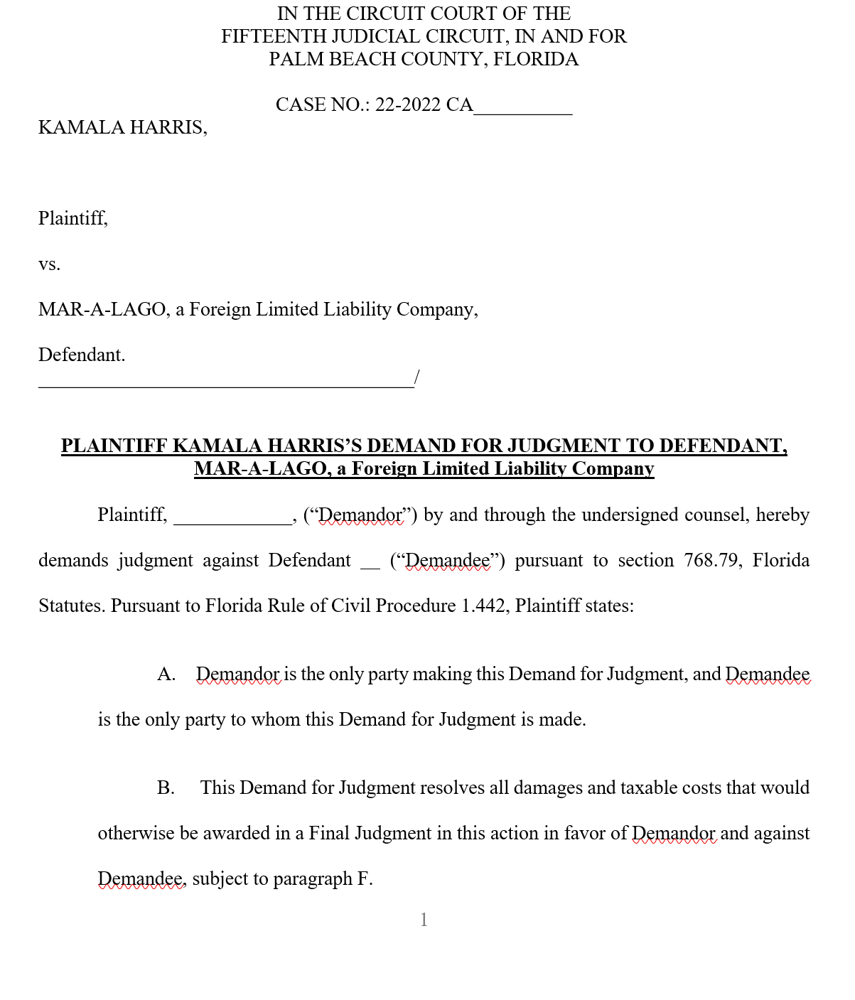 IN THE CIRCUIT COURT OF THE
FIFTEENTH JUDICIAL CIRCUIT, IN AND FOR
PALM BEACH COUNTY, FLORIDA
CASE NO.: 22-2022 CA__________
KAMALA HARRIS,
Plaintiff,
vs.
MAR-A-LAGO, a Foreign Limited Liability Company,
Defendant.
______________________________________/
PLAINTIFF KAMALA HARRIS’S DEMAND FOR JUDGMENT TO DEFENDANT,
MAR-A-LAGO, a Foreign Limited Liability Company
Plaintiff, ____________, (“Demandor”) by and through the undersigned counsel, hereby
demands judgment against Defendant __ (“Demandee”) pursuant to section 768.79, Florida
Statutes. Pursuant to Florida Rule of Civil Procedure 1.442, Plaintiff states:
A. Demandor is the only party making this Demand for Judgment, and Demandee
is the only party to whom this Demand for Judgment is made.
B. This Demand for Judgment resolves all damages and taxable costs that would
otherwise be awarded in a Final Judgment in this action in favor of Demandor and against
Demandee, subject to paragraph F.
1